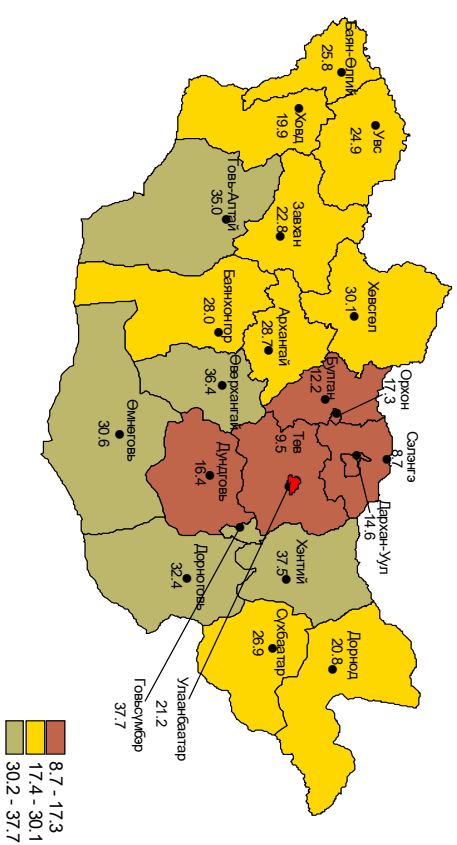 Баян-Өлгий
25.8
Увс
24.9
Ховд
19.9
Говь-Алтай
35.0
Завхан
22.8
Хөвсгөл
30.1
Баянхонгор
28.0
Архангай
28.7
Өвөрхангай
36.4
Булган
12.2
Орхон
17.3
Сэлэнгэ
8.7
Дархан-Уул
14.6
Төв
9.5
Өмнөговь
30.6
Дундговь
16.4
Дорноговь
32.4
Хэнтий
37.5
Сүхбаатар
26.9
Дорнод
20.8
Улаанбаатар
21.2
Говьсүмбэр
37.7
8.7 - 17.3
17.4 - 30.1
30.2 - 37.7